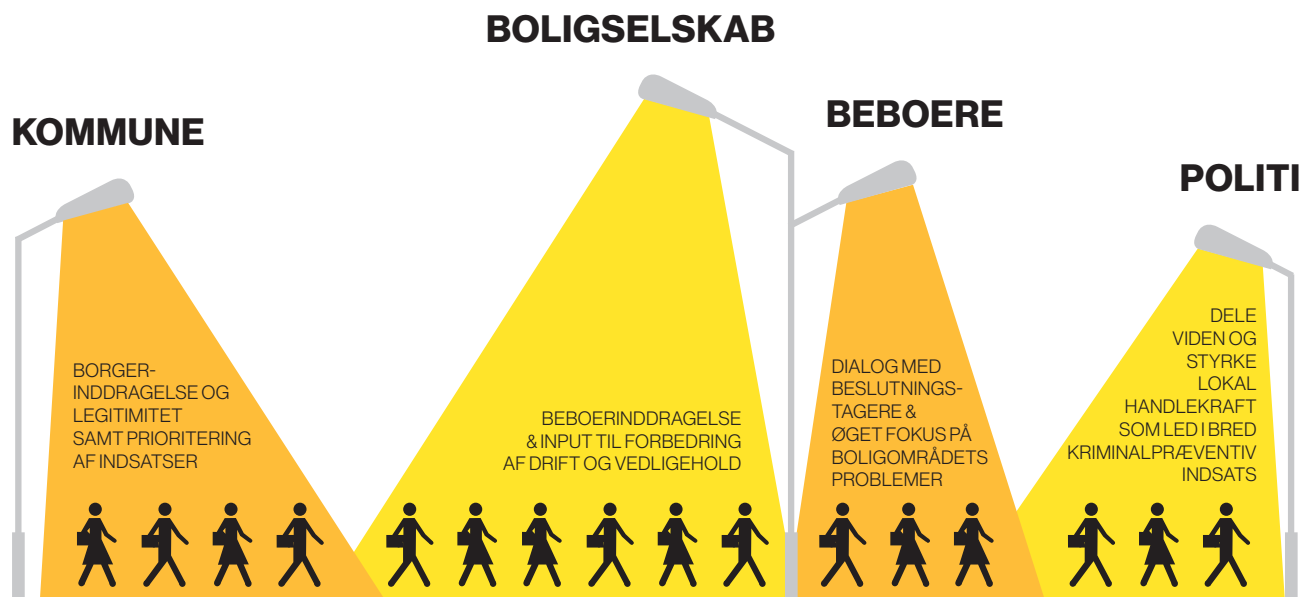 KOMMUNE
BORGER-
INDDRAGELSE OG
LEGITIMITET
SAMT PRIORITERING
AF INDSATSER
BOLIGSELSKAB
BEBOERINDDRAGELSE
& INPUT TIL FORBEDRING
AF DRIFT OG VEDLIGEHOLD
BEBOERE
DIALOG MED
BESLUTNINGS-
TAGERE &
ØGET FOKUS PÅ
BOLIGOMRÅDETS
PROBLEMER
POLITI
DELE
VIDEN OG
STYRKE
LOKAL
HANDLEKRAFT
SOM LED I BRED
KRIMINALPRÆVENTIV
INDSATS